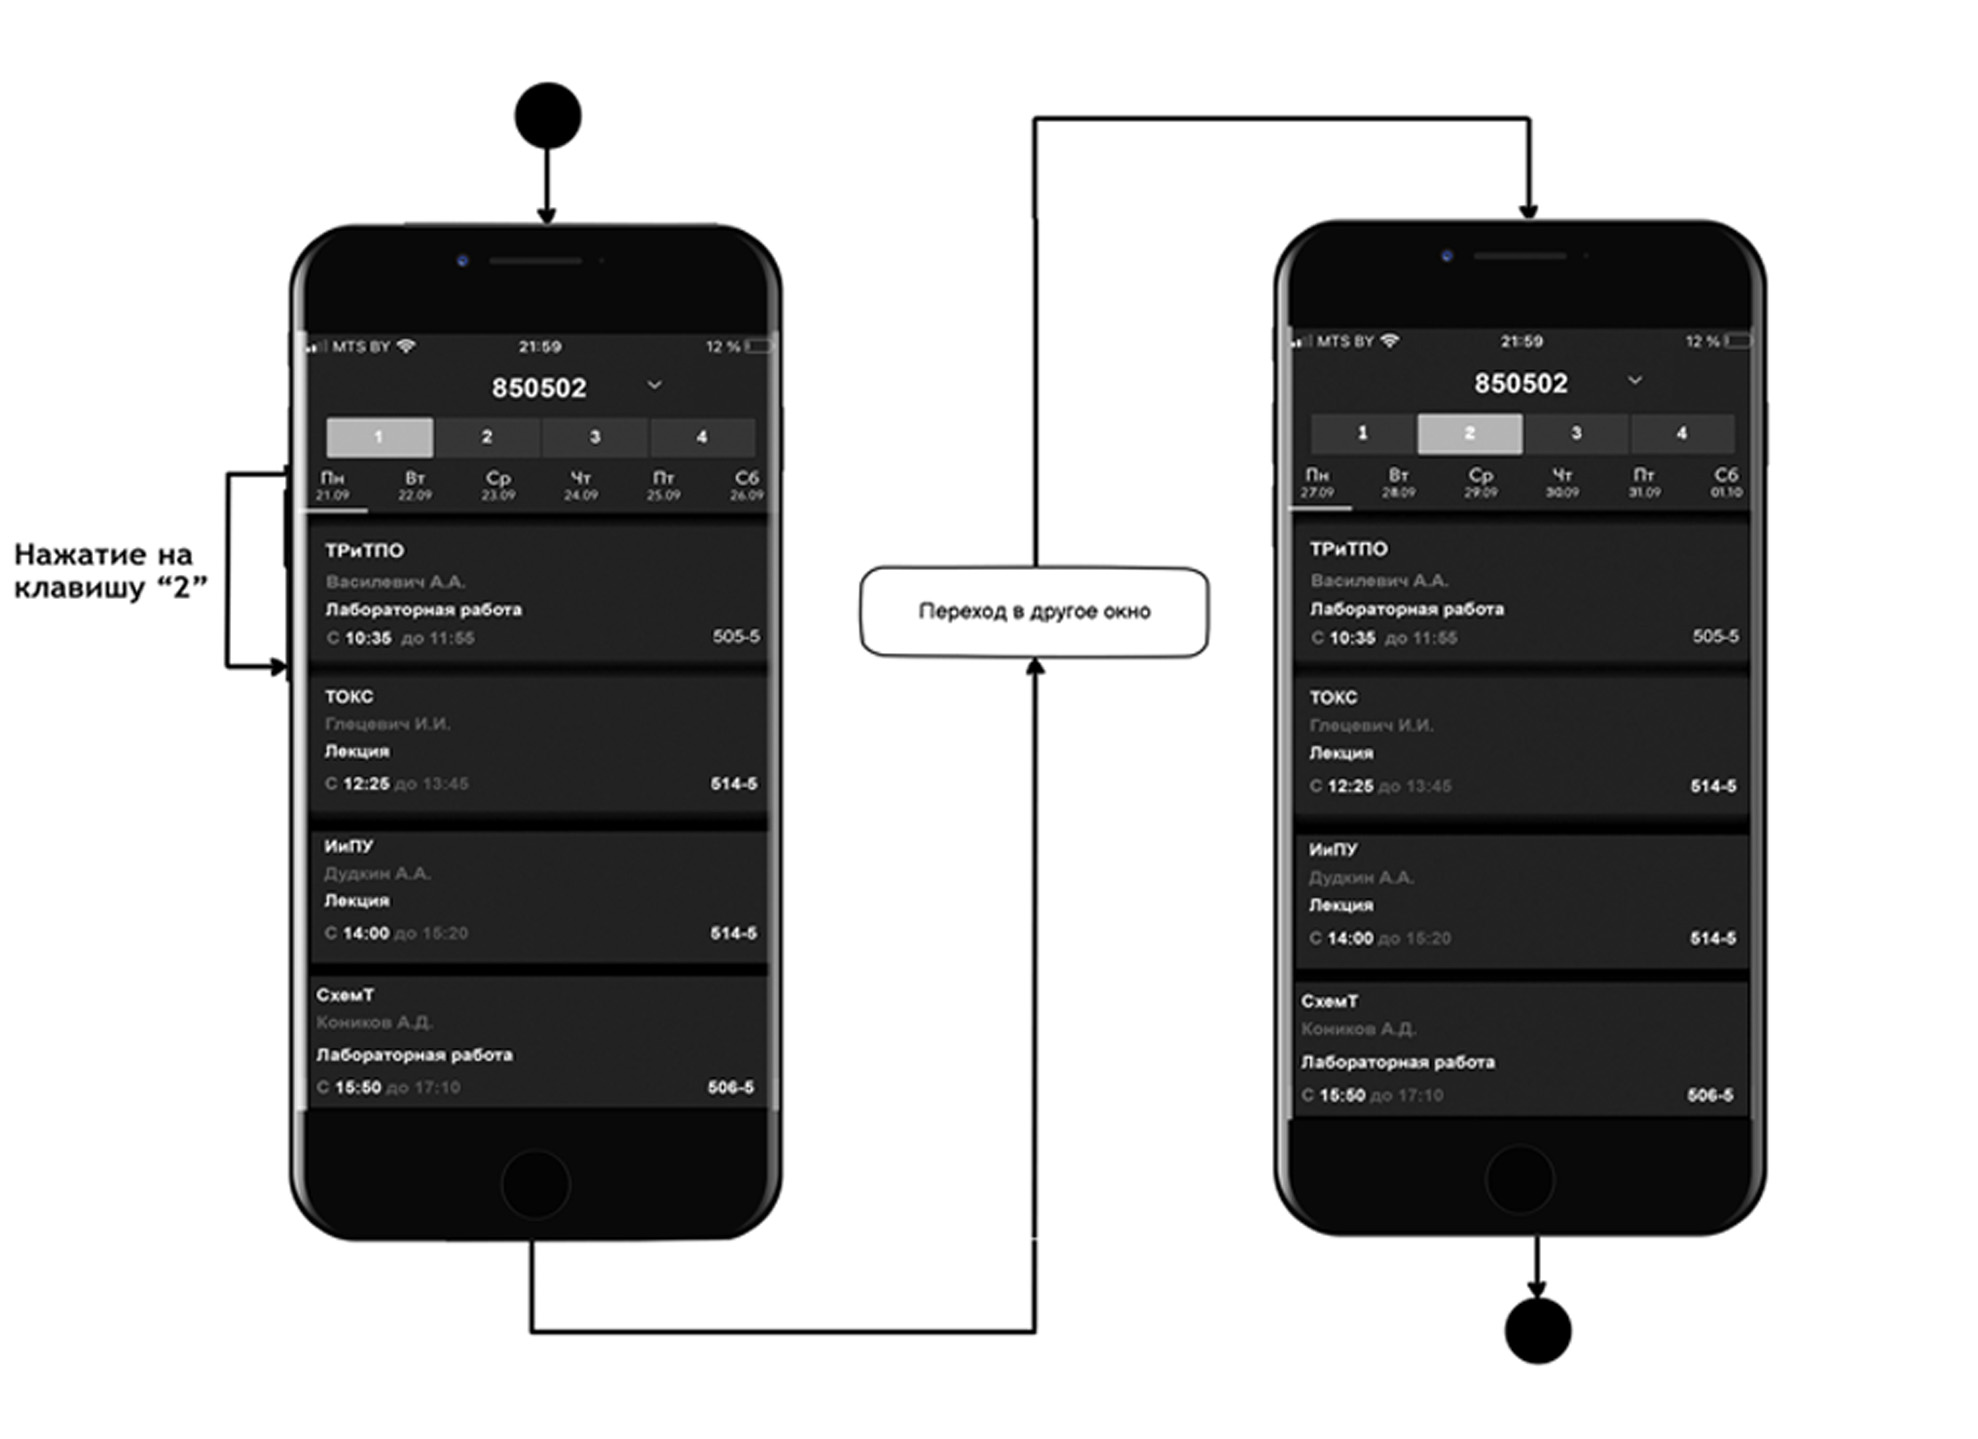 Нажатие на
клавишу “2”
MTS BY 21:59 12 %
850502
1 2 3 4
Пн Вт Ср Чт Пт Сб
21.09 22.09 23.09 24.09 25.09 26.09
ТРиТПО
Василевич А.А.
Лабораторная работа
С 10:35 до 11:55 505-5
ТОКС
Глецевич И.И.
Лекция
С 12:25 до 13:45 514-5
ИиПУ
Дудкин А.А.
Лекция
С 14:00 до 15:20 514-5
СхемТ
Коников А.Д.
Лабораторная работа
С 15:50 до 17:10 506-5
Переход в другое окно
MTS BY 21:59 12 %
850502
1 2 3 4
Пн Вт Ср Чт Пт Сб
27.09 28.09 29.09 30.09 31.09 01.10
ТРиТПО
Василевич А.А.
Лабораторная работа
С 10:35 до 11:55 505-5
ТОКС
Глецевич И.И.
Лекция
С 12:25 до 13:45 514-5
ИиПУ
Дудкин А.А.
Лекция
С 14:00 до 15:20 514-5
СхемТ
Коников А.Д.
Лабораторная работа
С 15:50 до 17:10 506-5